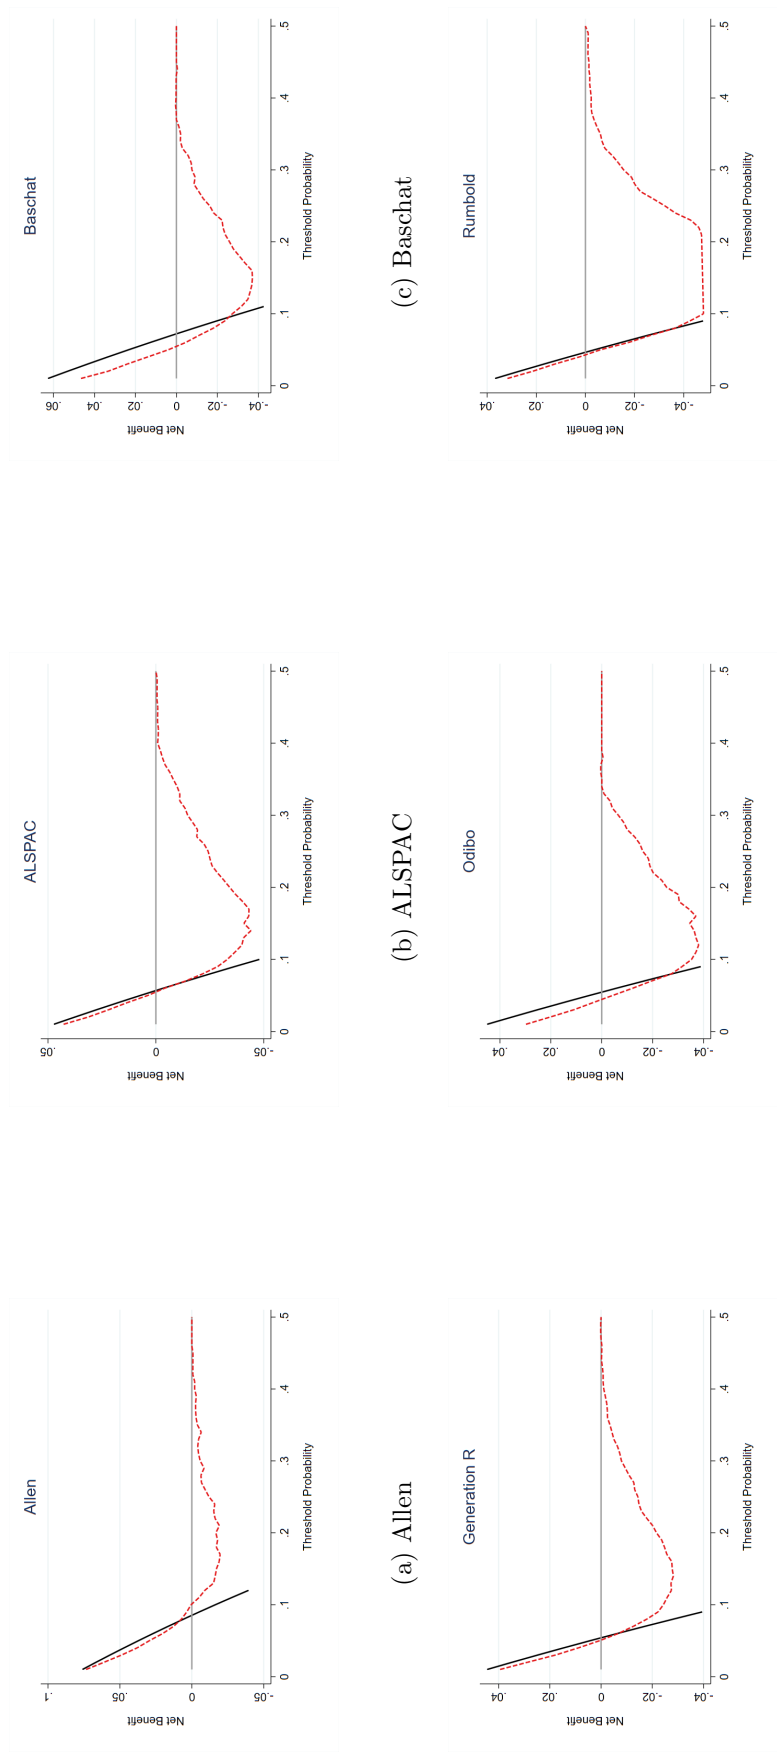 Allen
.1
.05
0
-.05
Net Benefit
0 .1 .2 .3 .4 .5
Threshold Probability
(a) Allen
ALSPAC
.05
0
-.05
Net Benefit
0 .1 .2 .3 .4 .5
Threshold Probability
(b) ALSPAC
Baschat
.06
.04
.02
0
-.02
-.04
Net Benefit
0 .1 .2 .3 .4 .5
Threshold Probability
(c) Baschat
Generation R
.04
.02
0
-.02
-.04
Net Benefit
0 .1 .2 .3 .4 .5
Threshold Probability
Odibo
.04
.02
0
-.02
-.04
Net Benefit
0 .1 .2 .3 .4 .5
Threshold Probability
Rumbold
.04
.02
0
-.02
-.04
Net Benefit
0 .1 .2 .3 .4 .5
Threshold Probability